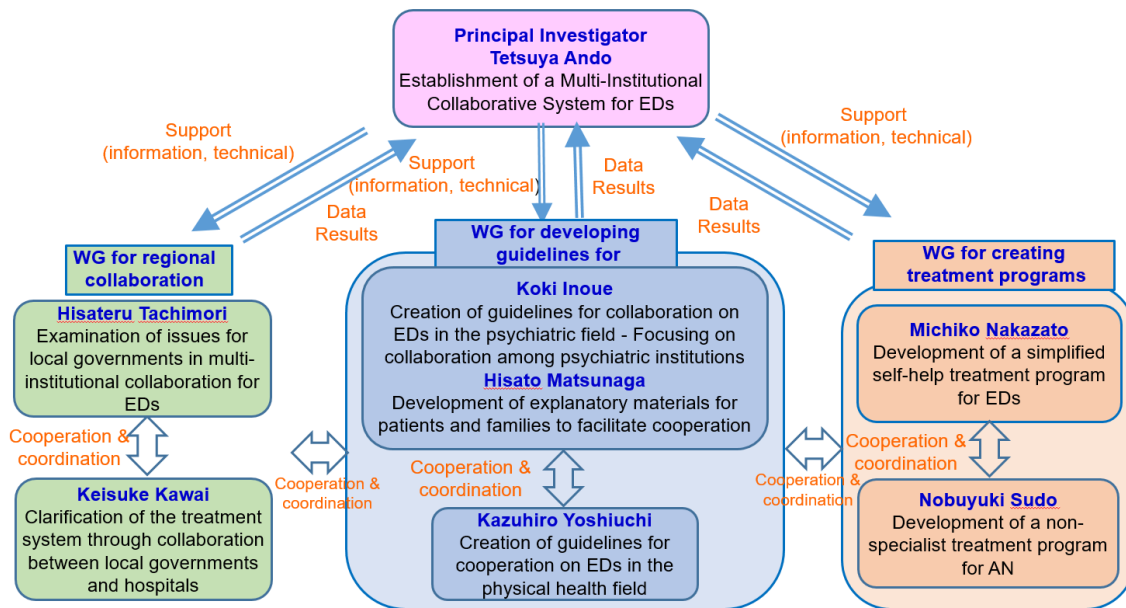 Principal Investigator
Tetsuya Ando
Establishment of a Multi-Institutional
Collaborative System for EDs
Support
(information, technical)
Support
(information, technical)
Data
Results
Data
Results
Data
Results
Support
(information, technical)
WG for regional
collaboration
Hisateru Tachimori
Examination of issues for
local governments in multi-
institutional collaboration for
EDs
Cooperation &
coordination
Keisuke Kawai
Clarification of the treatment
system through collaboration
between local governments
and hospitals
Cooperation &
coordination
WG for developing
guidelines for
Koki Inoue
Creation of guidelines for collaboration on
EDs in the psychiatric field - Focusing on
collaboration among psychiatric institutions
Hisato Matsunaga
Development of explanatory materials for
patients and families to facilitate cooperation
Cooperation &
coordination
Kazuhiro Yoshiuchi
Creation of guidelines for
cooperation on EDs in the
physical health field
Cooperation &
coordination
WG for creating
treatment programs
Michiko Nakazato
Development of a simplified
self-help treatment program
for EDs
Cooperation &
coordination
Nobuyuki Sudo
Development of a non-
specialist treatment program
for AN